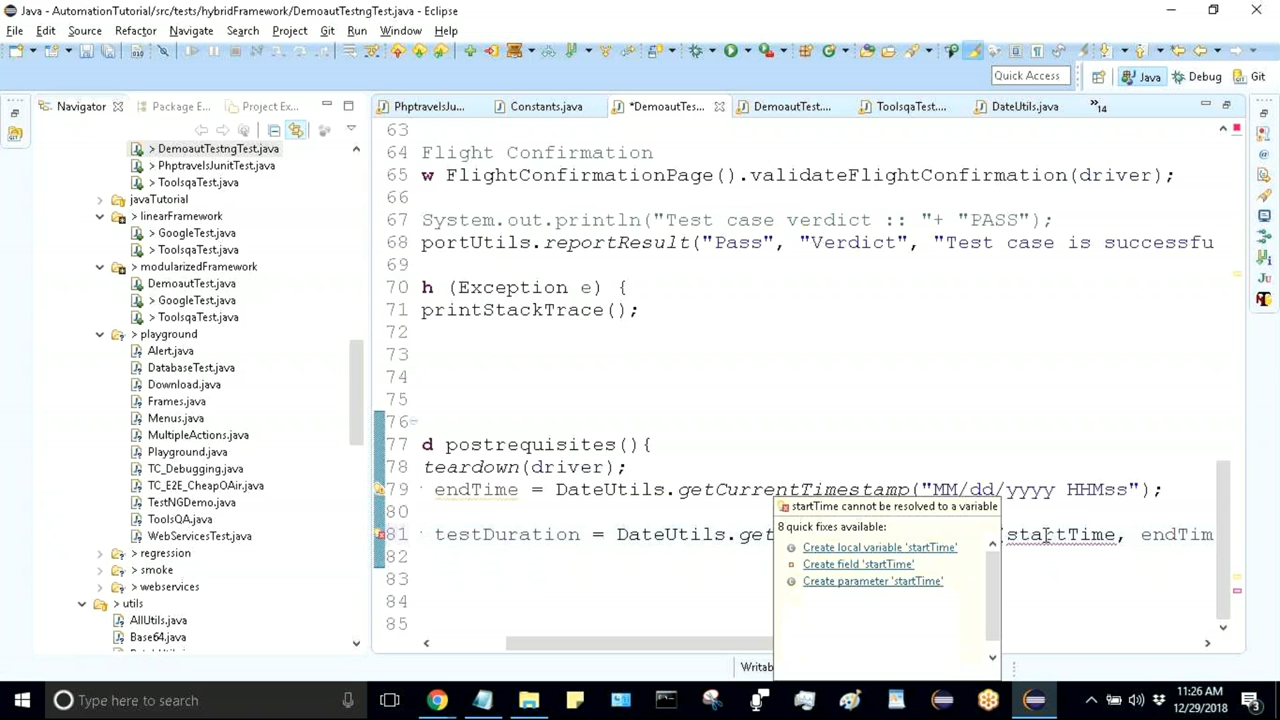 Java - AutomationTutorial/src/tests/hybridFramework/DemoautTestngTest.java - Eclipse
File Edit Source Refactor Navigate Search Project Git Run Window Help
Quick Access
Java
Debug
Git
Navigator
Package E...
Project Ex...
PhptravelsJu...
Constants.java
*DemoautTes...
DemoautTest....
ToolsqaTest....
DateUtils.java
»14
> DemoautTestngTest.java
> PhptravelsJunitTest.java
> ToolsqaTest.java
javaTutorial
> linearFramework
> GoogleTest.java
> ToolsqaTest.java
> modularizedFramework
DemoautTest.java
> GoogleTest.java
> ToolsqaTest.java
> playground
Alert.java
DatabaseTest.java
Download.java
Frames.java
Menus.java
MultipleActions.java
Playground.java
TC_Debugging.java
TC_E2E_CheapOAir.java
TestNGDemo.java
ToolsQA.java
WebServicesTest.java
> regression
> smoke
> webservices
> utils
AllUtils.java
Base64.java
63
64 Flight Confirmation
65 w FlightConfirmationPage().validateFlightConfirmation(driver);
66
67 System.out.println("Test case verdict :: "+ "PASS");
68 portUtils.reportResult("Pass", "Verdict", "Test case is successfu
69
70 h (Exception e) {
71 printStackTrace();
72
73
74
75
76
77 d postrequisites(){
78 teardown(driver);
79 endTime = DateUtils.getCurrentTimestamp("MM/dd/yyyy HHMss");
80
81 testDuration = DateUtils.get (startTime, endTim
82
83
84
85
startTime cannot be resolved to a variable
8 quick fixes available:
Create local variable 'startTime'
Create field 'startTime'
Create parameter 'startTime'
Writab
Type here to search
11:26 AM
12/29/2018
3